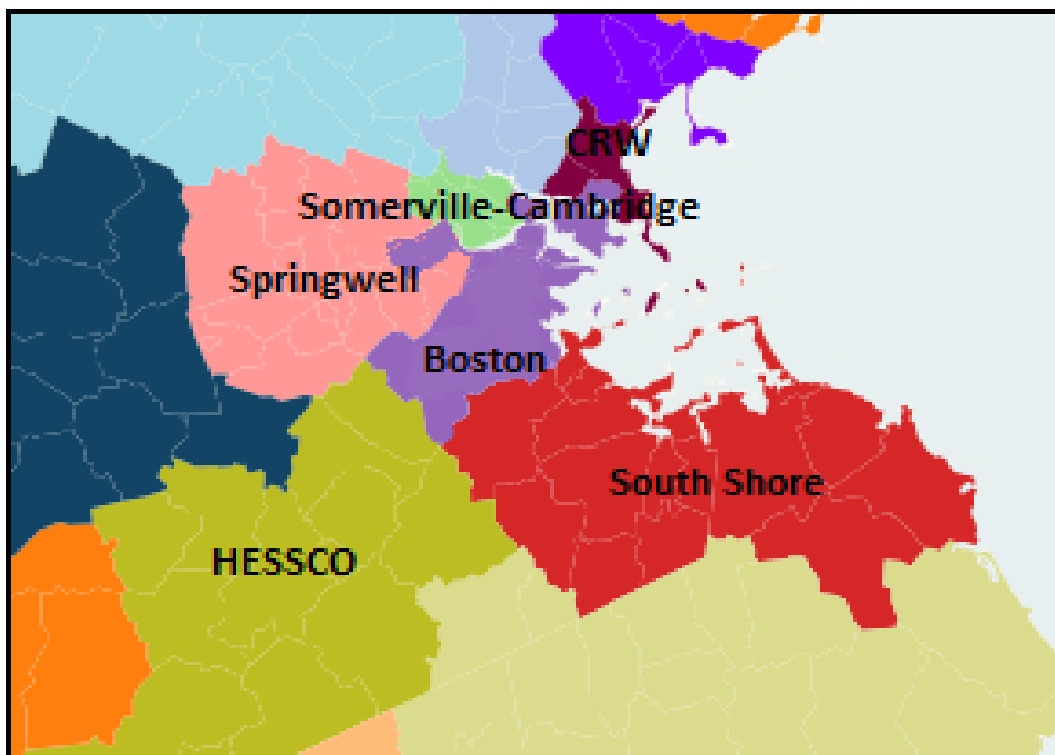 CRW
Somerville-Cambridge
Springwell
Boston
South Shore
HESSCO